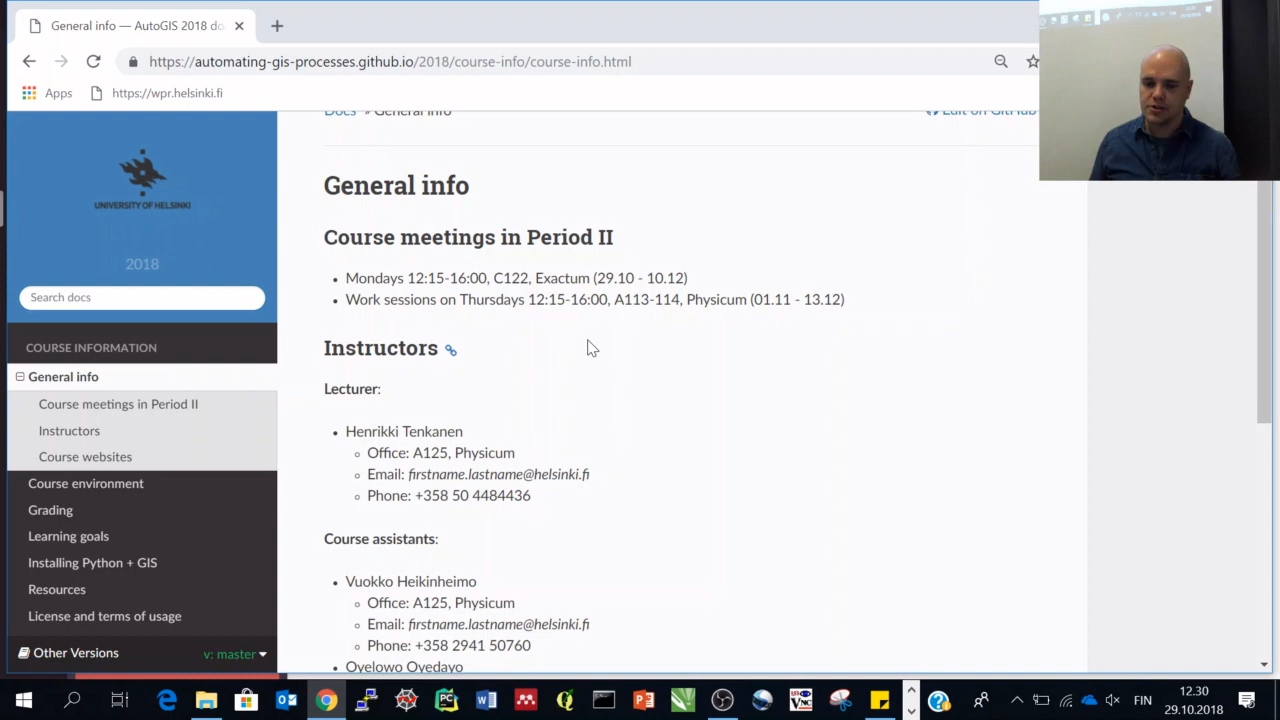 General info — AutoGIS 2018 do
https://automating-gis-processes.github.io/2018/course-info/course-info.html
Apps
https://wpr.helsinki.fi
Docs » General info
Edit on GitHub
UNIVERSITY OF HELSINKI
2018
Search docs
COURSE INFORMATION
General info
Course meetings in Period II
Instructors
Course websites
Course environment
Grading
Learning goals
Installing Python + GIS
Resources
License and terms of usage
Other Versions
v: master
General info
Course meetings in Period II
Mondays 12:15-16:00, C122, Exactum (29.10 - 10.12)
Work sessions on Thursdays 12:15-16:00, A113-114, Physicum (01.11 - 13.12)
Instructors
Lecturer:
Henrikki Tenkanen
Office: A125, Physicum
Email: firstname.lastname@helsinki.fi
Phone: +358 50 4484436
Course assistants:
Vuokko Heikinheimo
Office: A125, Physicum
Email: firstname.lastname@helsinki.fi
Phone: +358 2941 50760
Oyelowo Oyedayo
FIN
12.30
29.10.2018